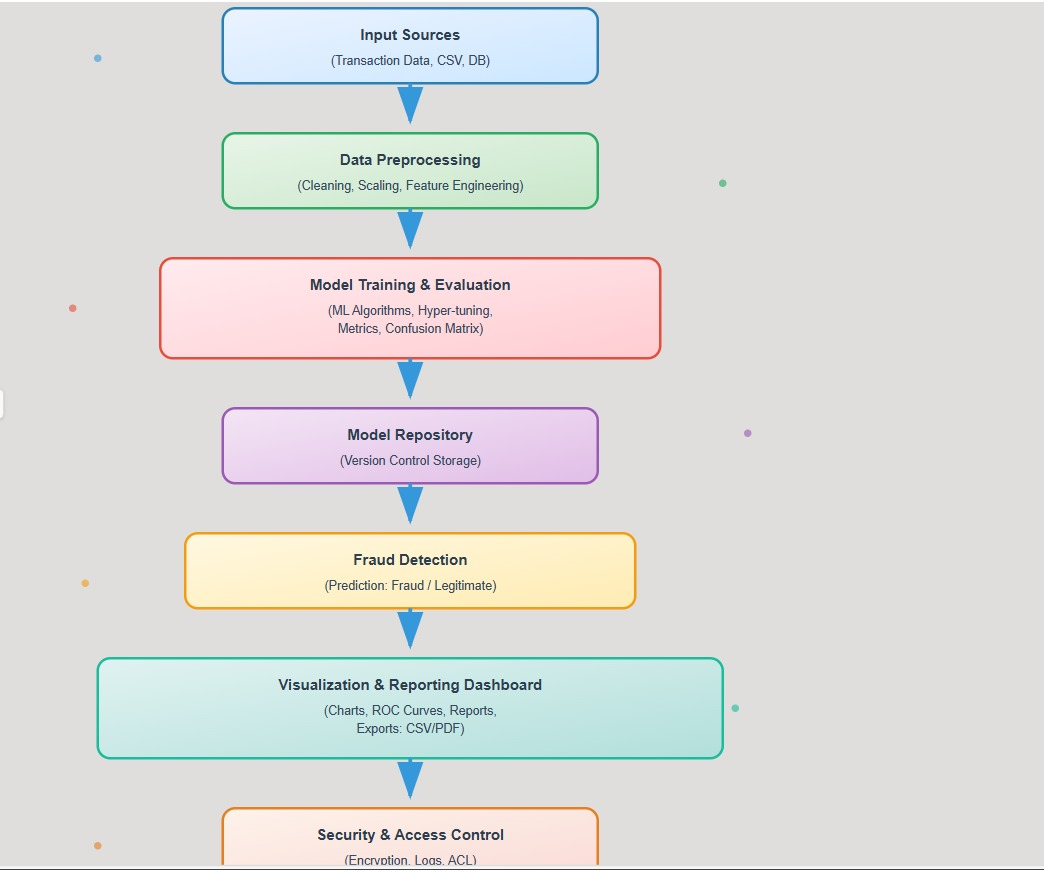 Input Sources
(Transaction Data, CSV, DB)
Data Preprocessing
(Cleaning, Scaling, Feature Engineering)
Model Training & Evaluation
(ML Algorithms, Hyper-tuning,
Metrics, Confusion Matrix)
Model Repository
(Version Control Storage)
Fraud Detection
(Prediction: Fraud / Legitimate)
Visualization & Reporting Dashboard
(Charts, ROC Curves, Reports,
Exports: CSV/PDF)
Security & Access Control
(Encryption, Logs, ACL)